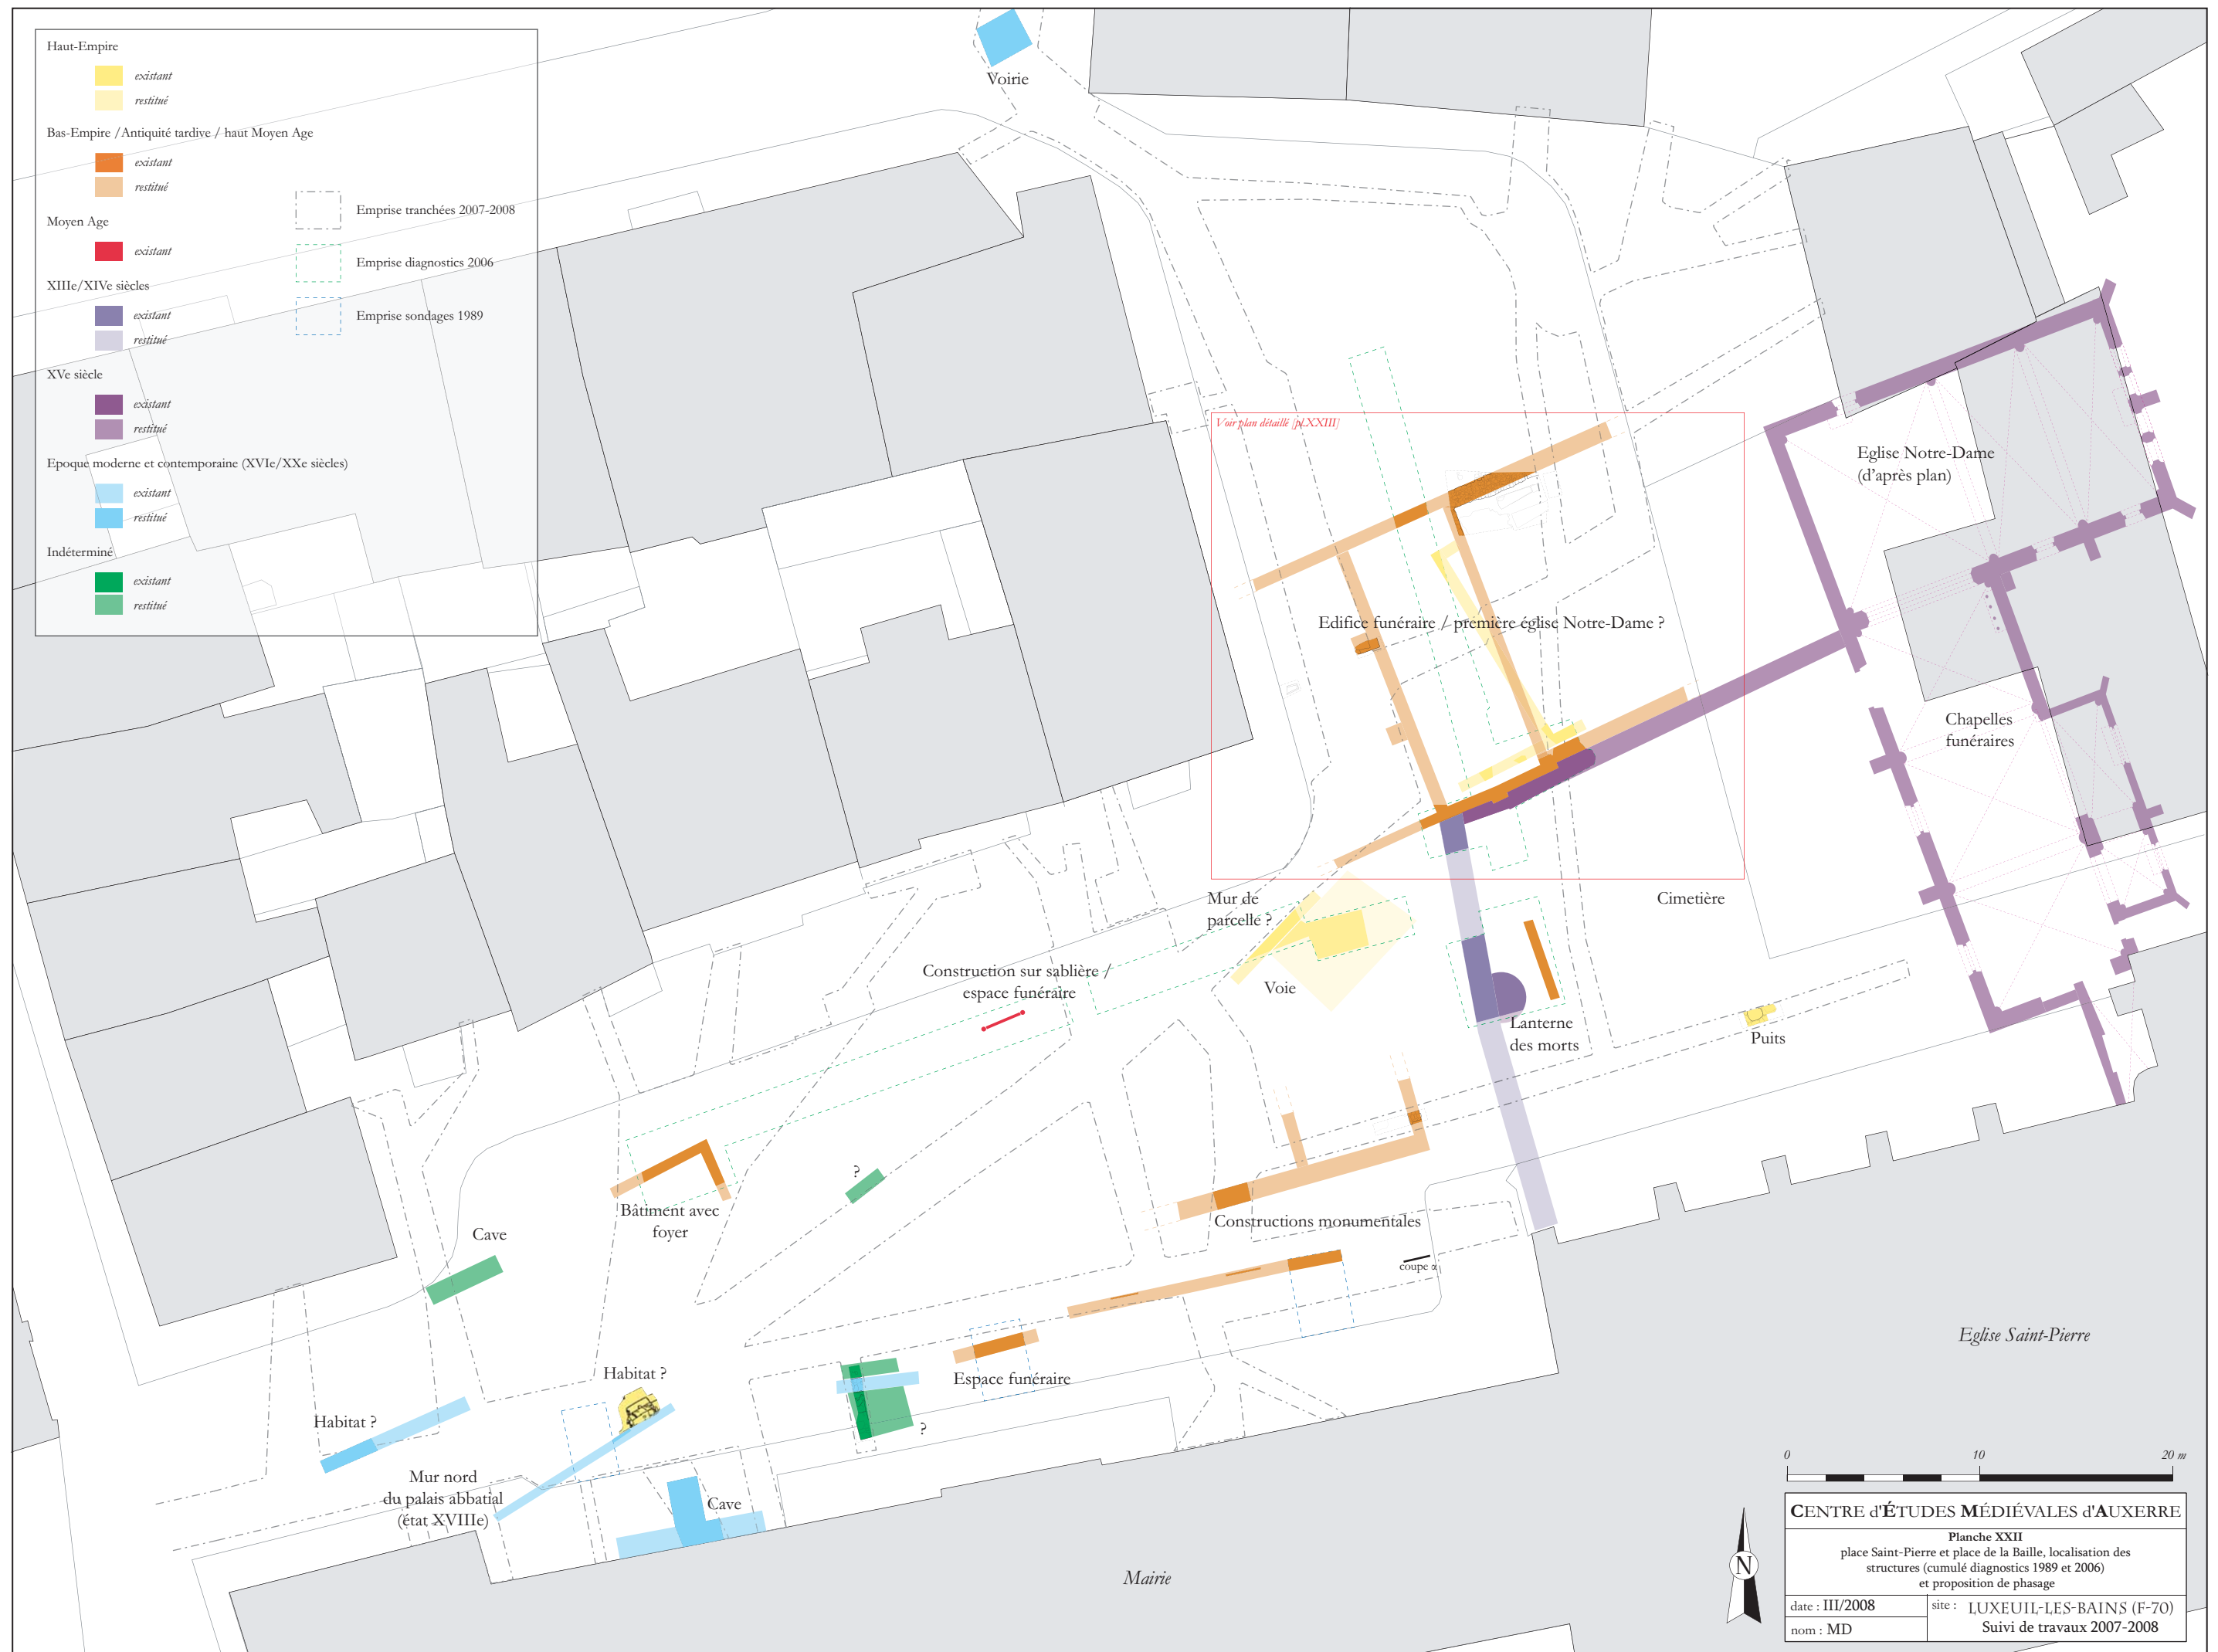 Haut-Empire
existant
restitué
Bas-Empire /Antiquité tardive / haut Moyen Age
existant
restitué
Moyen Age
existant
XIIIe/XIVe siècles
existant
restitué
XVe siècle
existant
restitué
Epoque moderne et contemporaine (XVIe/XXe siècles)
existant
restitué
Indéterminé
existant
restitué
Emprise tranchées 2007-2008
Emprise diagnostics 2006
Emprise sondages 1989
Voirie
Voir plan détaillé [pl.XXIII]
Eglise Notre-Dame
(d'après plan)
Edifice funéraire / première église Notre-Dame ?
Chapelles
funéraires
Mur de
parcelle ?
Cimetière
Construction sur sablière /
espace funéraire
Voie
Lanterne
des morts
Puits
?
Bâtiment avec
foyer
Constructions monumentales
Cave
coupe α
Eglise Saint-Pierre
Habitat ?
Espace funéraire
Habitat ?
?
Mur nord
du palais abbatial
(état XVIIIe)
Cave
Mairie
0 10 20 m
N
CENTRE d'ÉTUDES MÉDIÉVALES d'AUXERRE
Planche XXII
place Saint-Pierre et place de la Baille, localisation des
structures (cumulé diagnostics 1989 et 2006)
et proposition de phasage
date : III/2008
nom : MD
site : LUXEUIL-LES-BAINS (F-70)
Suivi de travaux 2007-2008